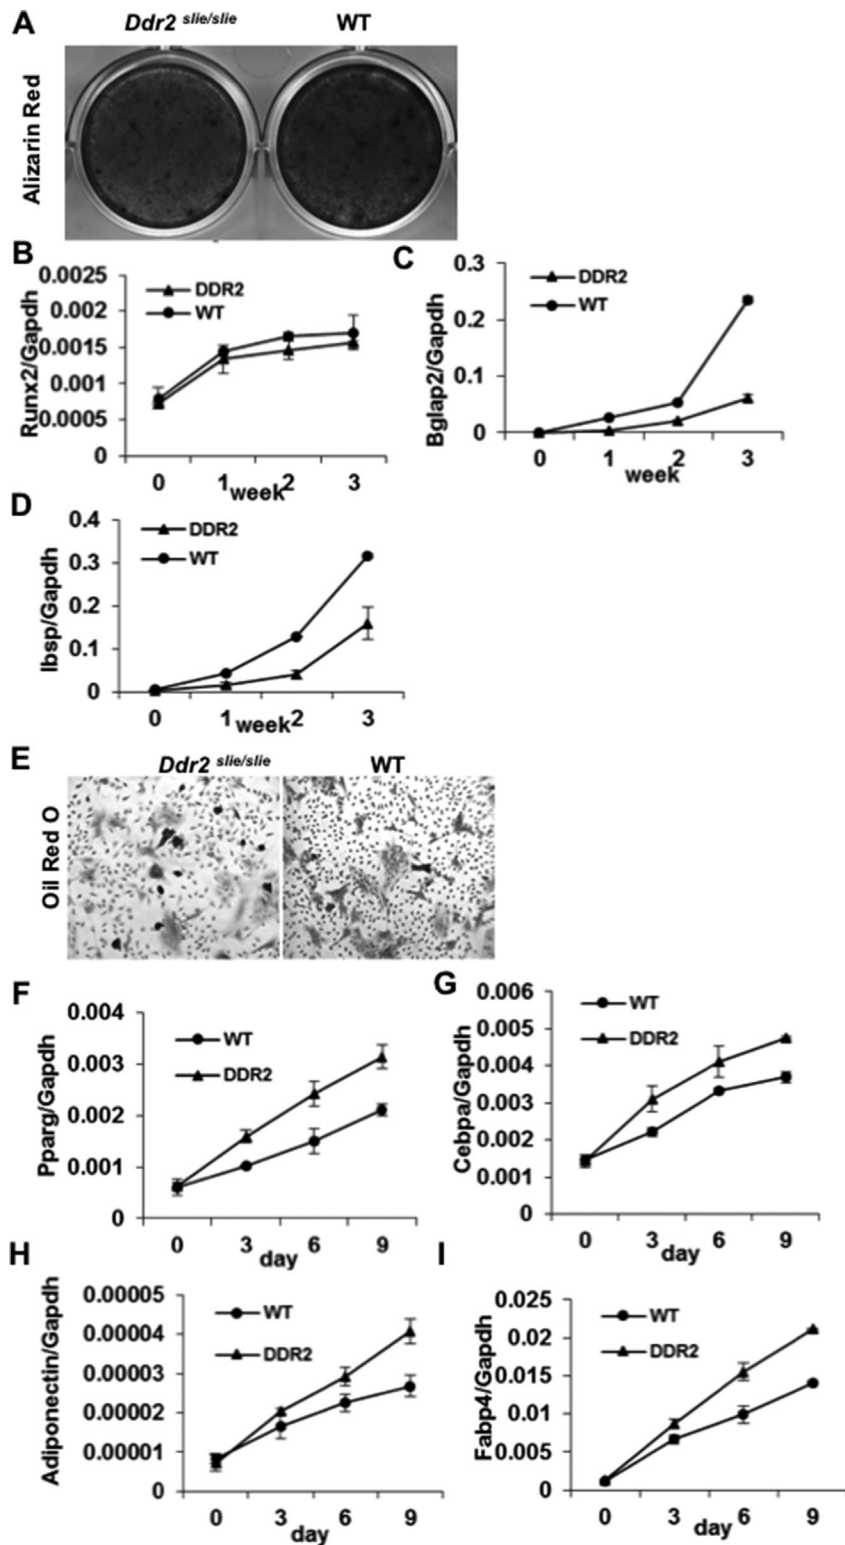 A
Ddr2 slie/slie
WT
Alizarin Red
B
Runx2/Gapdh
0.0025
0.002
0.0015
0.001
0.0005
0
DDR2
WT
0 1 2 3
week
C
Bglap2/Gapdh
0.3
0.2
0.1
0
DDR2
WT
0 1 2 3
week
D
Ibsp/Gapdh
0.4
0.3
0.2
0.1
0
DDR2
WT
0 1 2 3
week
E
Ddr2 slie/slie
WT
Oil Red O
F
Pparg/Gapdh
0.004
0.003
0.002
0.001
0
WT
DDR2
0 3 6 9
day
G
Cebpa/Gapdh
0.006
0.005
0.004
0.003
0.002
0.001
0
WT
DDR2
0 3 6 9
day
H
Adiponectin/Gapdh
0.00005
0.00004
0.00003
0.00002
0.00001
0
WT
DDR2
0 3 6 9
day
I
Fabp4/Gapdh
0.025
0.02
0.015
0.01
0.005
0
WT
DDR2
0 3 6 9
day